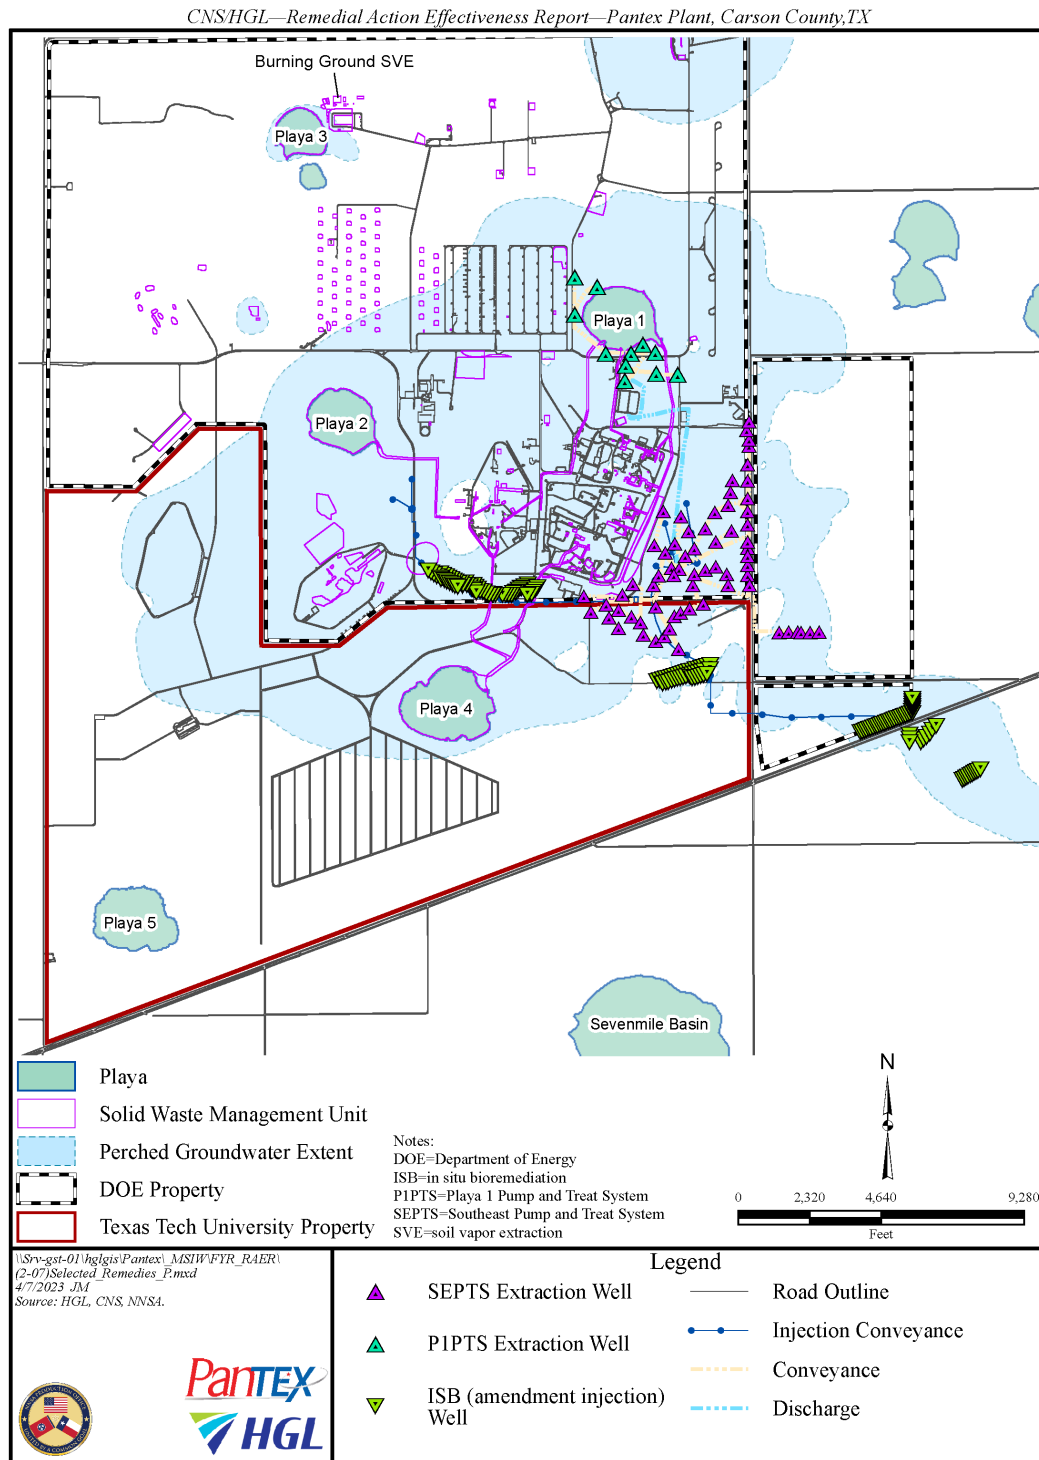 CNS/HGL—Remedial Action Effectiveness Report—Pantex Plant, Carson County,TX
Burning Ground SVE
Playa 3
Playa 1
Playa 2
Playa 4
Playa 5
Sevenmile Basin
Playa
Solid Waste Management Unit
Perched Groundwater Extent
DOE Property
Texas Tech University Property
Notes:
DOE=Department of Energy
ISB=in situ bioremediation
P1PTS=Playa 1 Pump and Treat System
SEPTS=Southeast Pump and Treat System
SVE=soil vapor extraction
N
0 2,320 4,640 9,280
Feet
\\Srv-gst-01\hglgis\Pantex\_MSIW\FYR_RAER\
(2-07)Selected_Remedies_P.mxd
4/7/2023 JM
Source: HGL, CNS, NNSA.
PANTEX
HGL
Legend
SEPTS Extraction Well
P1PTS Extraction Well
ISB (amendment injection)
Well
Road Outline
Injection Conveyance
Conveyance
Discharge